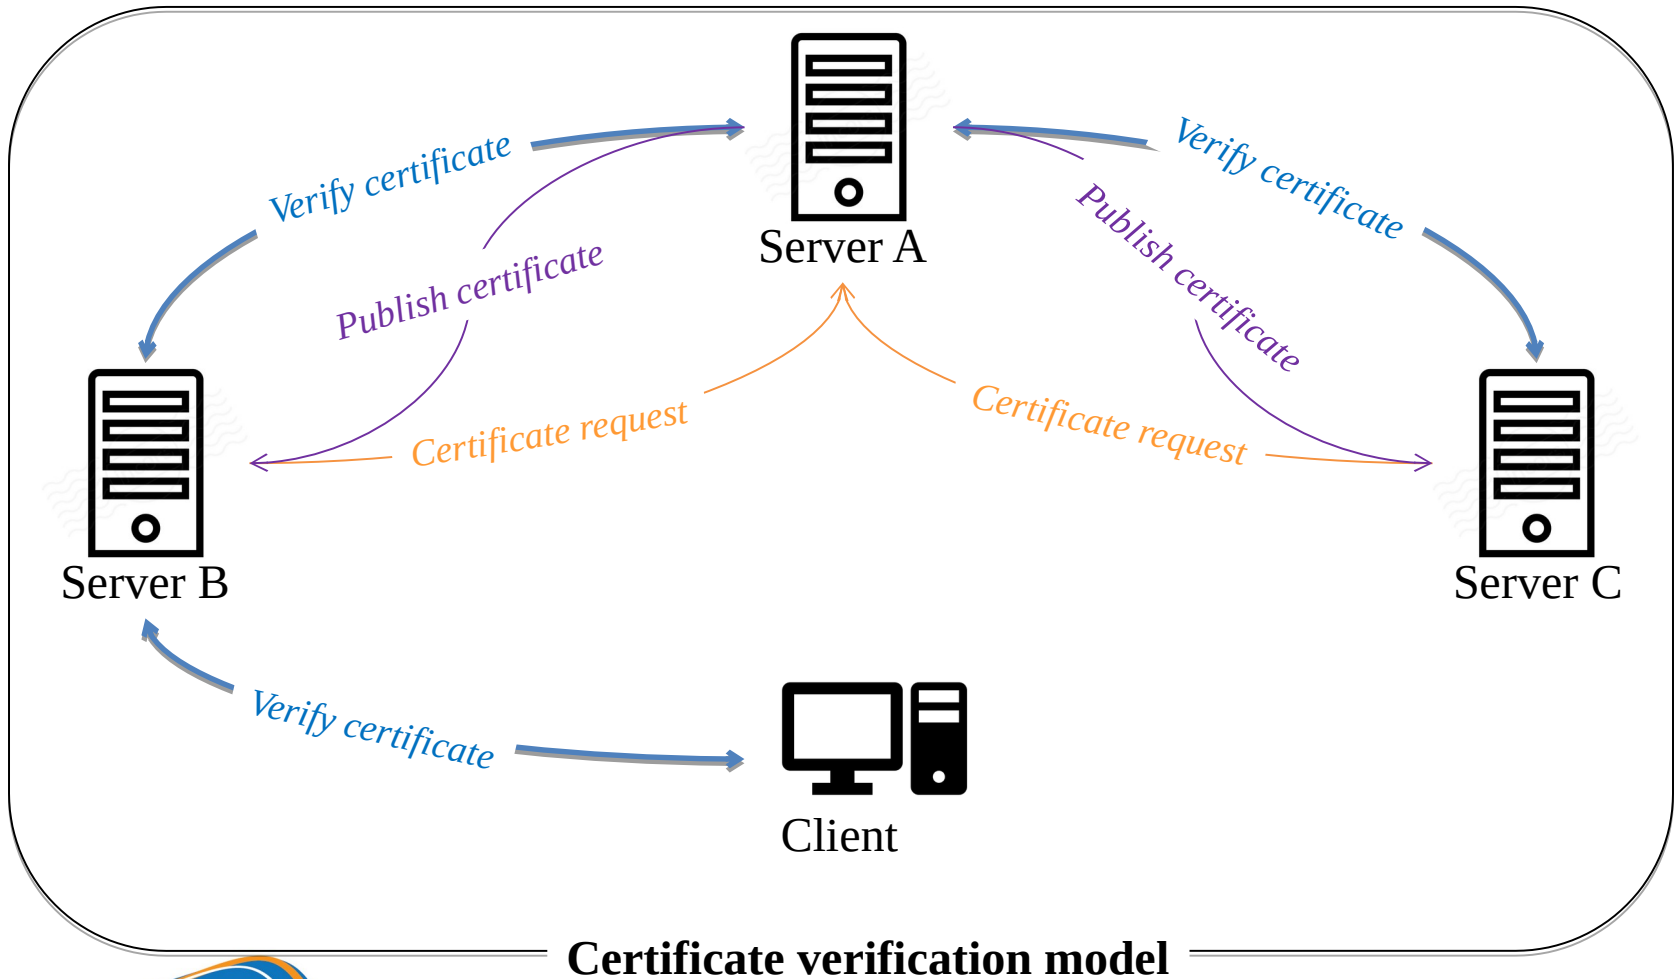 Verify certificate
Verify certificate
Publish certificate
Publish certificate
Server A
Certificate request
Certificate request
Server B
Server C
Verify certificate
Client
Certificate verification model